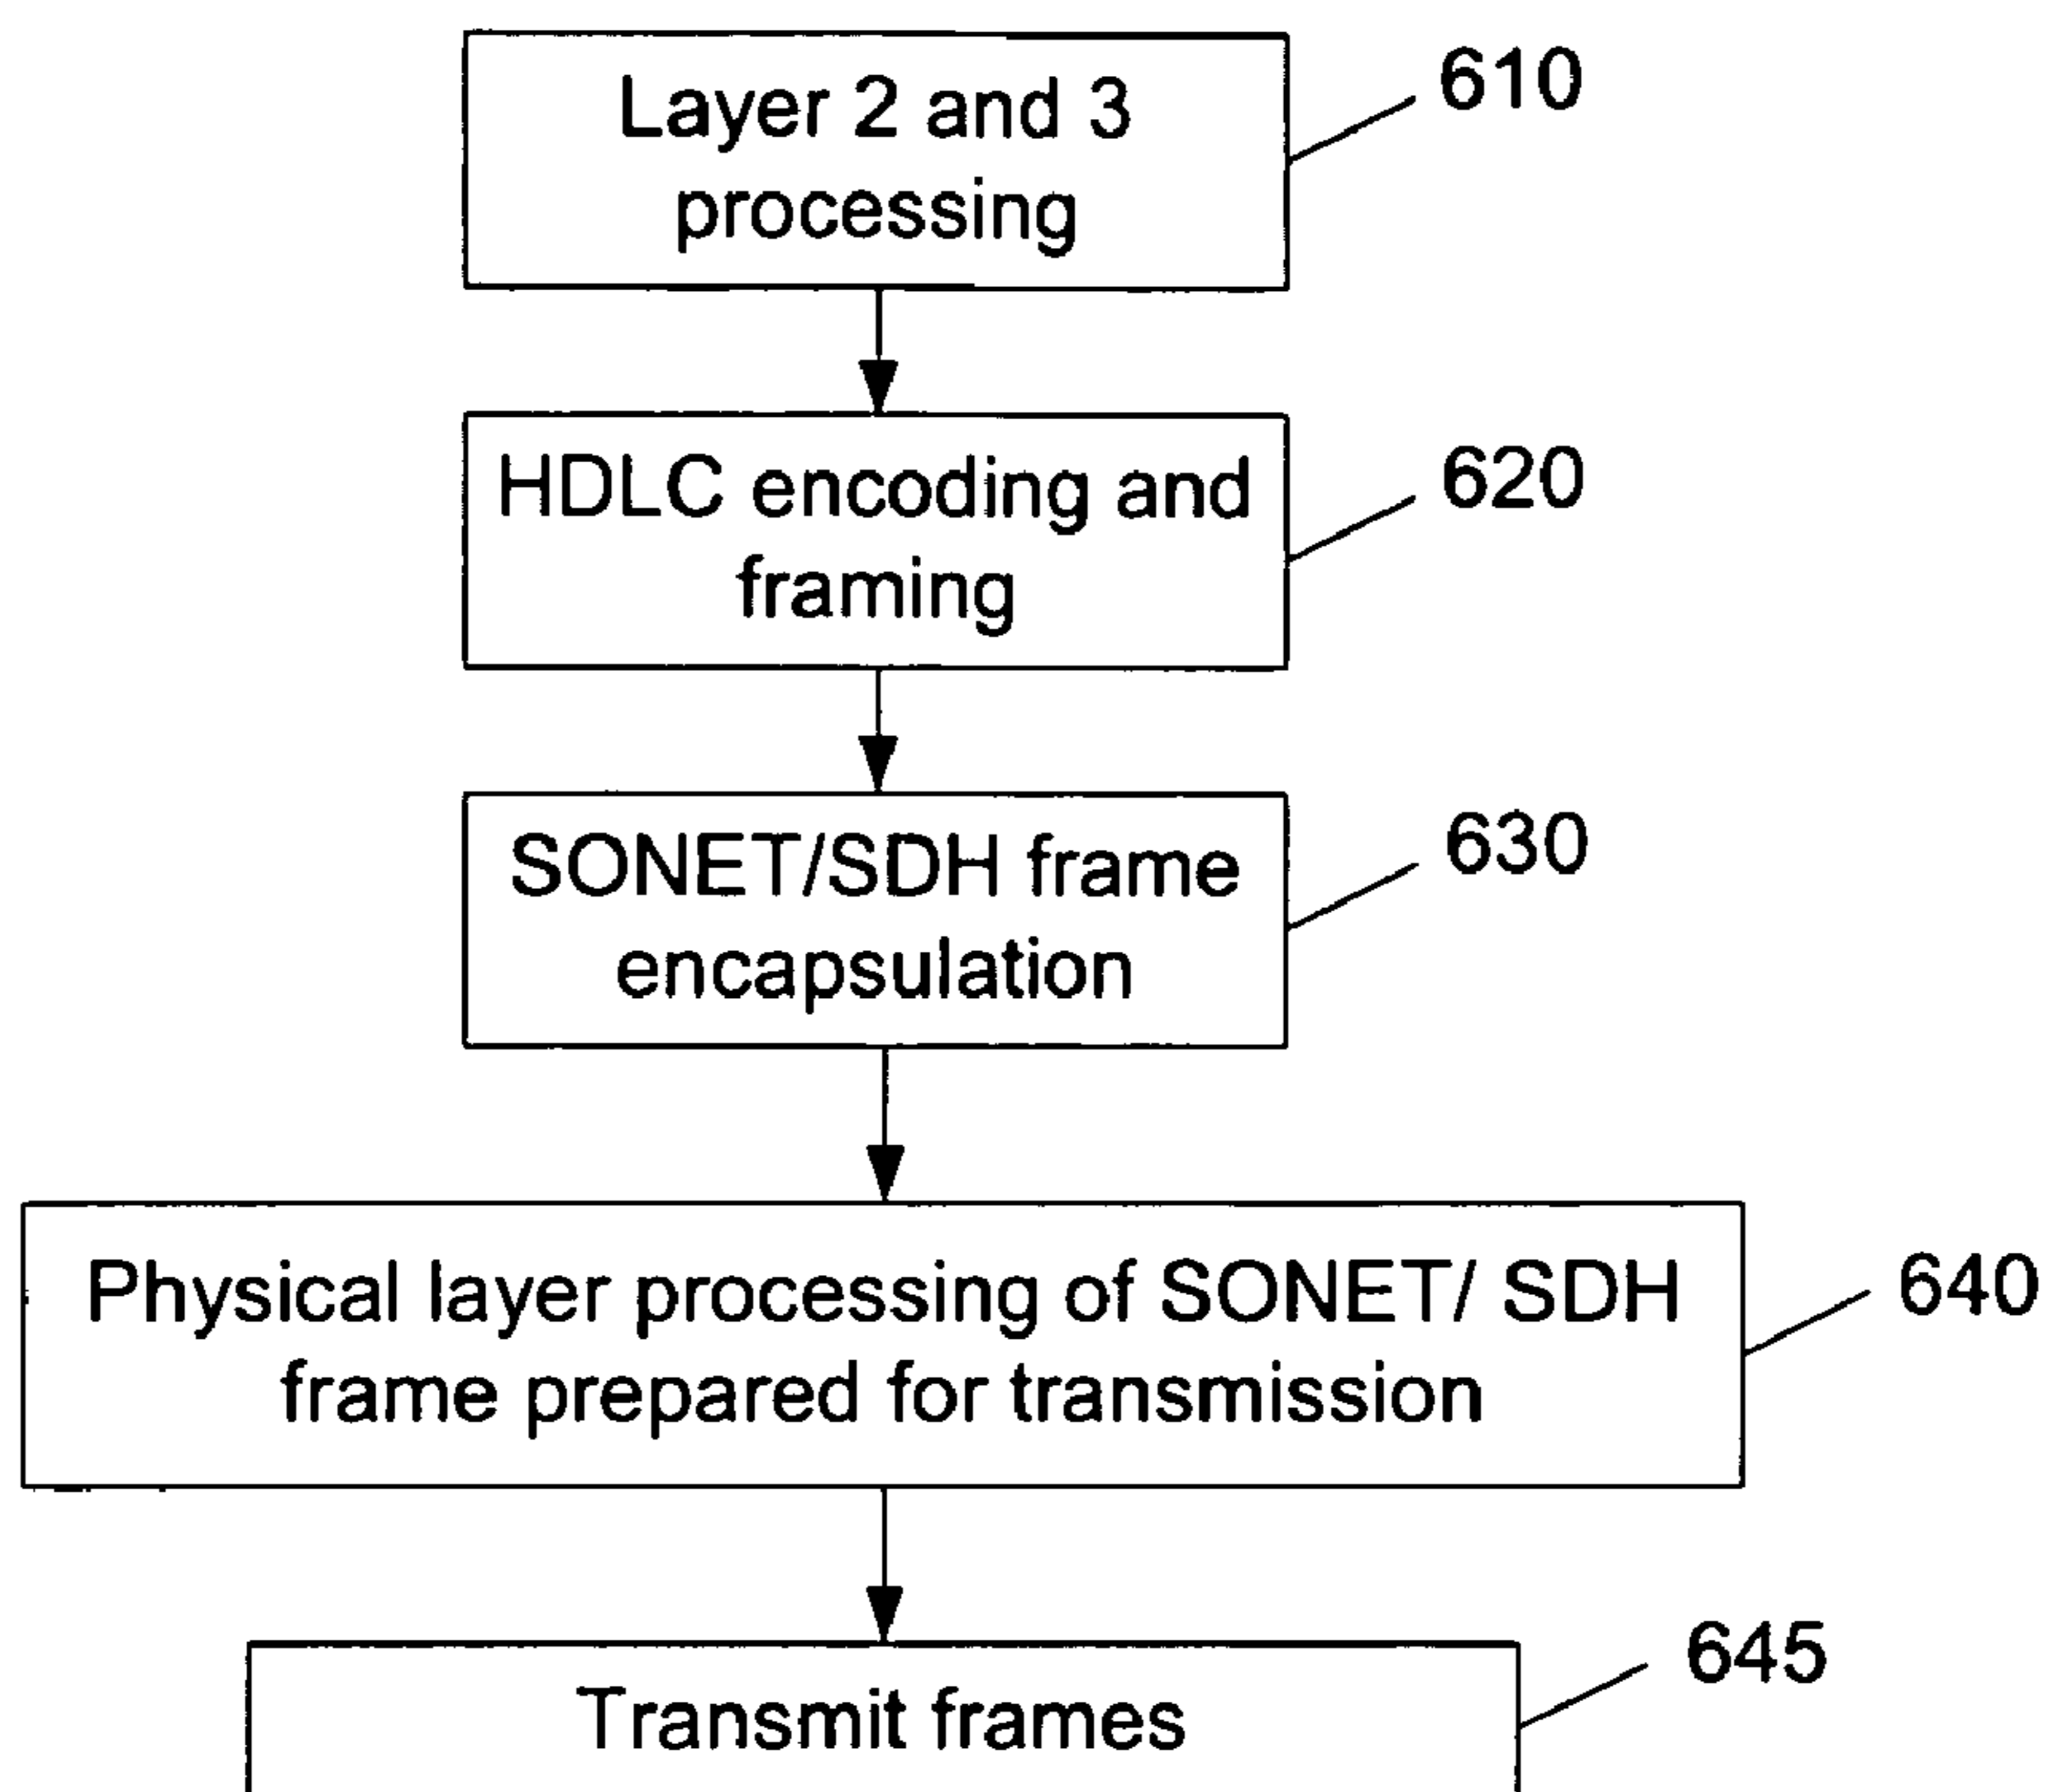 Layer 2 and 3
processing
610
HDLC encoding and
framing
620
SONET/SDH frame
encapsulation
630
Physical layer processing of SONET/ SDH
frame prepared for transmission
640
Transmit frames
645